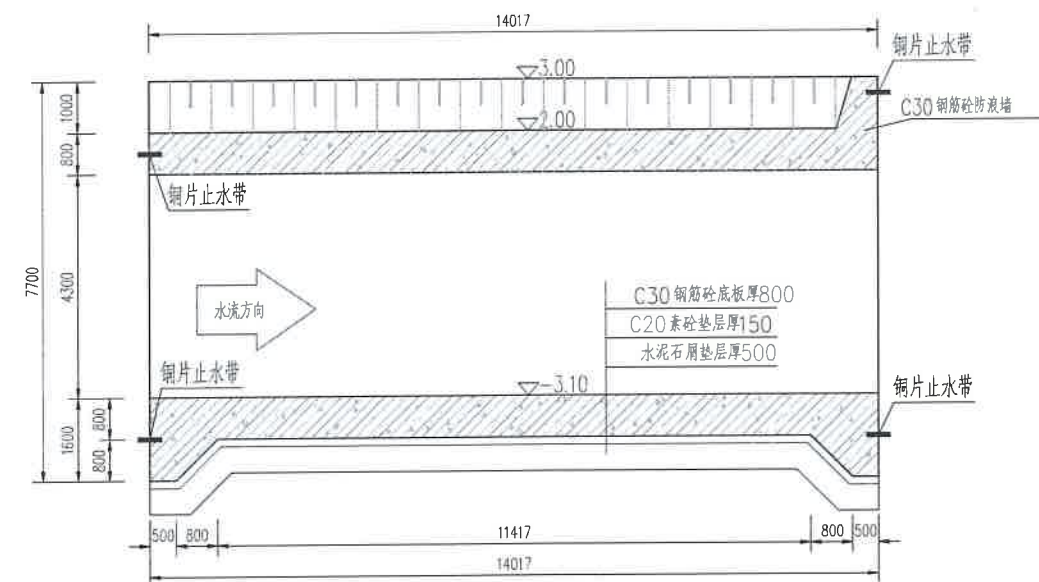 14017
铜片止水带
3.00
C30钢筋砼防浪墙
1000
2.00
800
铜片止水带
7700
4300
水流方向
C30钢筋砼底板厚800
C20素砼垫层厚150
水泥石屑垫层厚500
铜片止水带
-3.10
铜片止水带
1600
800
800
500
800
11417
800
500
14017